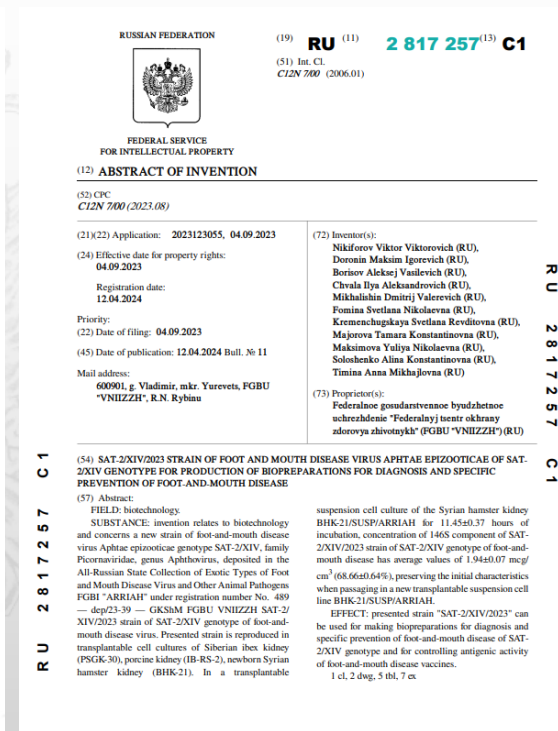 RUSSIAN FEDERATION
FEDERAL SERVICE
FOR INTELLECTUAL PROPERTY
(19) RU (11) 2 817 257 (13) C1
(51) Int. Cl.
C12N 7/00 (2006.01)
(12) ABSTRACT OF INVENTION
(52) CPC
C12N 7/00 (2023.08)
(21)(22) Application: 2023123055, 04.09.2023
(24) Effective date for property rights:
04.09.2023
Registration date:
12.04.2024
Priority:
(22) Date of filing: 04.09.2023
(45) Date of publication: 12.04.2024 Bull. № 11
Mail address:
600901, g. Vladimir, mkr. Yurevets, FGBU
"VNIIZZH", R.N. Rybinu
(72) Inventor(s):
Nikiforov Viktor Viktorovich (RU),
Doronin Maksim Igorevich (RU),
Borisov Aleksej Vasilevich (RU),
Chvala Ilya Aleksandrovich (RU),
Mikhalishin Dmitrij Valerevich (RU),
Fomina Svetlana Nikolaevna (RU),
Kremenchugskaya Svetlana Revditovna (RU),
Majorova Tamara Konstantinovna (RU),
Maksimova Yuliya Nikolaevna (RU),
Soloshenko Alina Konstantinovna (RU),
Timina Anna Mikhajlovna (RU)
(73) Proprietor(s):
Federalnoe gosudarstvennoe byudzhetnoe
uchrezhdenie "Federalnyj tsentr okhrany
zdorovya zhivotnykh" (FGBU "VNIIZZH") (RU)
(54) SAT-2/XIV/2023 STRAIN OF FOOT AND MOUTH DISEASE VIRUS APHTAE EPIZOOTICAE OF SAT-
2/XIV GENOTYPE FOR PRODUCTION OF BIOPREPARATIONS FOR DIAGNOSIS AND SPECIFIC
PREVENTION OF FOOT-AND-MOUTH DISEASE
(57) Abstract:
FIELD: biotechnology.
SUBSTANCE: invention relates to biotechnology
and concerns a new strain of foot-and-mouth disease
virus Aphtae epizooticae genotype SAT-2/XIV, family
Picornaviridae, genus Aphthovirus, deposited in the
All-Russian State Collection of Exotic Types of Foot
and Mouth Disease Virus and Other Animal Pathogens
FGBI "ARRIAH" under registration number No. 489
— dep/23-39 — GKShM FGBU VNIIZZH SAT-2/
XIV/2023 strain of SAT-2/XIV genotype of foot-and-
mouth disease virus. Presented strain is reproduced in
transplantable cell cultures of Siberian ibex kidney
(PSGK-30), porcine kidney (IB-RS-2), newborn Syrian
hamster kidney (BHK-21). In a transplantable
suspension cell culture of the Syrian hamster kidney
BHK-21/SUSP/ARRIAH for 11.45±0.37 hours of
incubation, concentration of 146S component of SAT-
2/XIV/2023 strain of SAT-2/XIV genotype of foot-and-
mouth disease has average values of 1.94±0.07 mcg/
cm³ (68.66±0.64%), preserving the initial characteristics
when passaging in a new transplantable suspension cell
line BHK-21/SUSP/ARRIAH.
EFFECT: presented strain "SAT-2/XIV/2023" can
be used for making biopreparations for diagnosis and
specific prevention of foot-and-mouth disease of SAT-
2/XIV genotype and for controlling antigenic activity
of foot-and-mouth disease vaccines.
1 cl, 2 dwg, 5 tbl, 7 ex
RU 2817257 C1
RU 2817257 C1